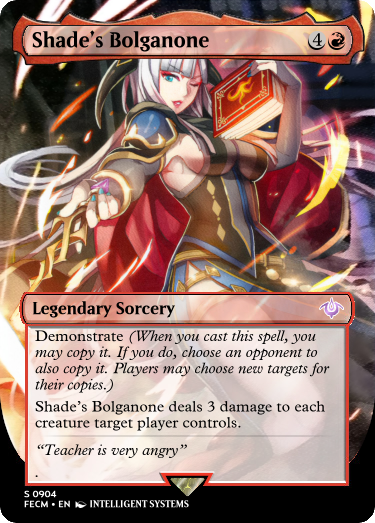 Shade's Bolganone 4
Legendary Sorcery
Demonstrate (When you cast this spell, you
may copy it. If you do, choose an opponent to
also copy it. Players may choose new targets for
their copies.)
Shade's Bolganone deals 3 damage to each
creature target player controls.
“Teacher is very angry”
.
S 0904
FECM • EN INTELLIGENT SYSTEMS